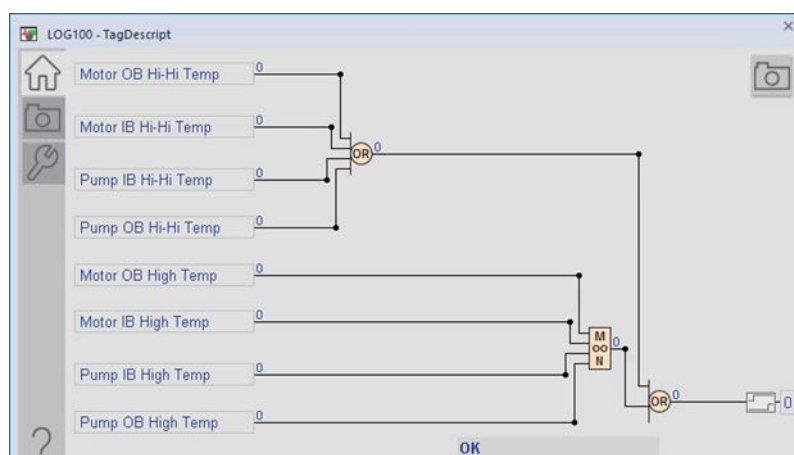 LOG100 - TagDescript
Motor OB Hi-Hi Temp 0
Motor IB Hi-Hi Temp 0
OR 0
Pump IB Hi-Hi Temp 0
Pump OB Hi-Hi Temp 0
Motor OB High Temp 0
Motor IB High Temp 0
M
oo
N
0
Pump IB High Temp 0
OR 0
0
Pump OB High Temp 0
?
OK